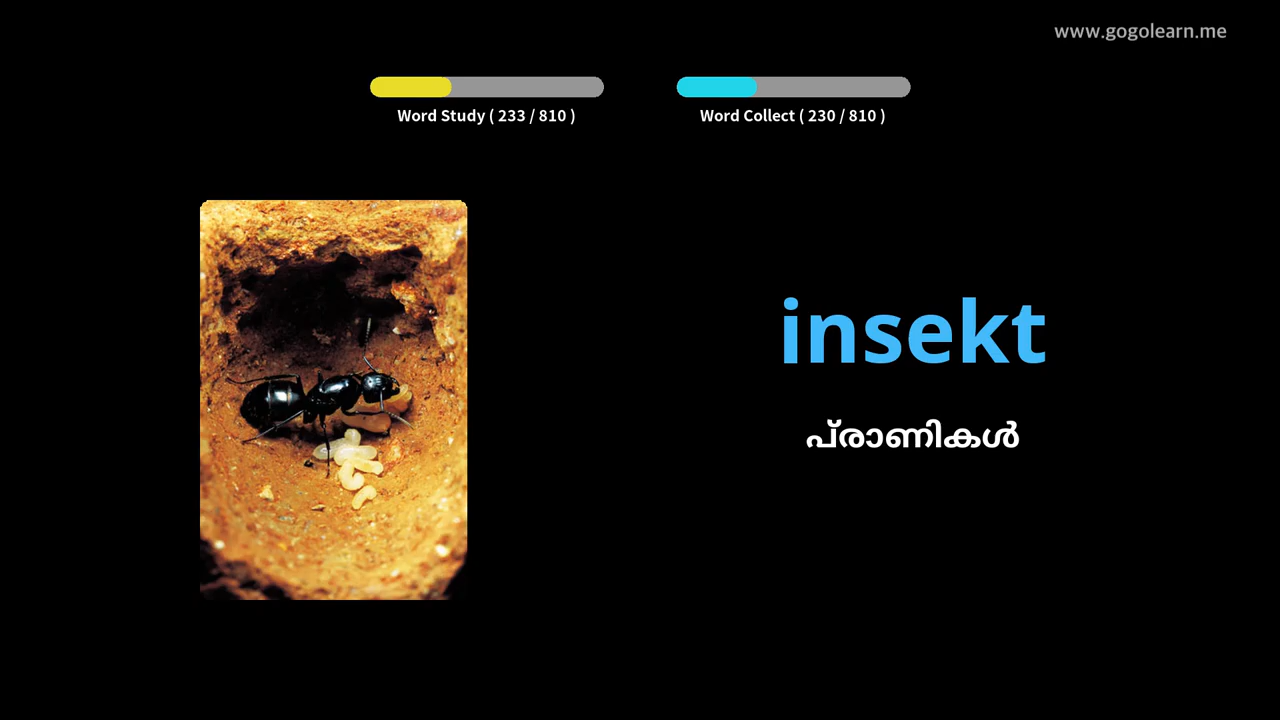 www.gogolearn.me
Word Study ( 233 / 810 )
Word Collect ( 230 / 810 )
insekt
പ്രാണികൾ